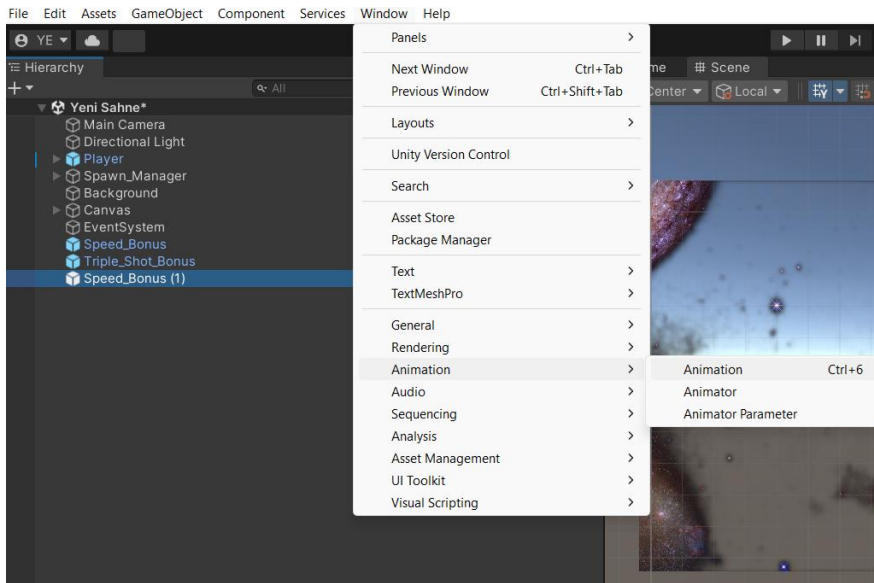 File Edit Assets GameObject Component Services Window Help
YE
Hierarchy
All
Yeni Sahne*
Main Camera
Directional Light
Player
Spawn_Manager
Background
Canvas
EventSystem
Speed_Bonus
Triple_Shot_Bonus
Speed_Bonus (1)
Panels
Next Window Ctrl+Tab
Previous Window Ctrl+Shift+Tab
Layouts
Unity Version Control
Search
Asset Store
Package Manager
Text
TextMeshPro
General
Rendering
Animation
Audio
Sequencing
Analysis
Asset Management
UI Toolkit
Visual Scripting
Animation Ctrl+6
Animator
Animator Parameter
me Scene
Center Local